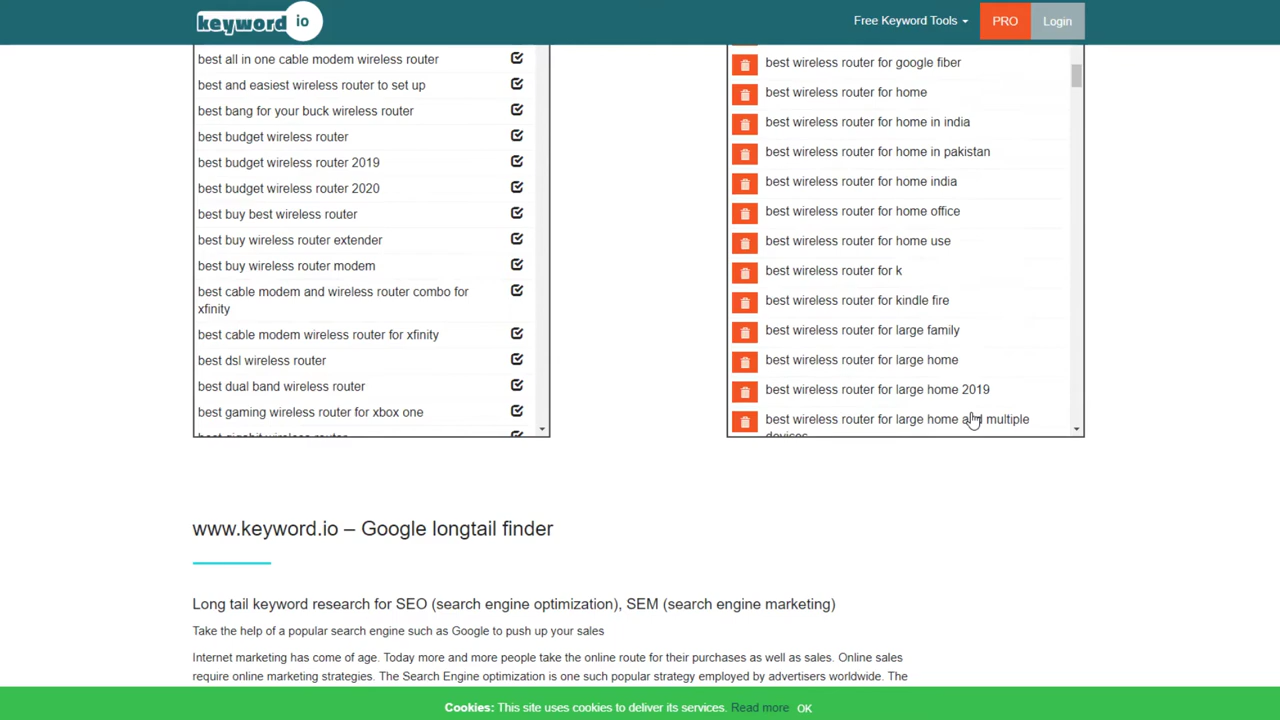 keyword io
Free Keyword Tools
PRO
Login
best all in one cable modem wireless router
best and easiest wireless router to set up
best bang for your buck wireless router
best budget wireless router
best budget wireless router 2019
best budget wireless router 2020
best buy best wireless router
best buy wireless router extender
best buy wireless router modem
best cable modem and wireless router combo for
xfinity
best cable modem wireless router for xfinity
best dsl wireless router
best dual band wireless router
best gaming wireless router for xbox one
best gigabit wireless router
best wireless router for google fiber
best wireless router for home
best wireless router for home in india
best wireless router for home in pakistan
best wireless router for home india
best wireless router for home office
best wireless router for home use
best wireless router for k
best wireless router for kindle fire
best wireless router for large family
best wireless router for large home
best wireless router for large home 2019
best wireless router for large home and multiple
devices
www.keyword.io – Google longtail finder
Long tail keyword research for SEO (search engine optimization), SEM (search engine marketing)
Take the help of a popular search engine such as Google to push up your sales
Internet marketing has come of age. Today more and more people take the online route for their purchases as well as sales. Online sales
require online marketing strategies. The Search Engine optimization is one such popular strategy employed by advertisers worldwide. The
Cookies: This site uses cookies to deliver its services. Read more OK